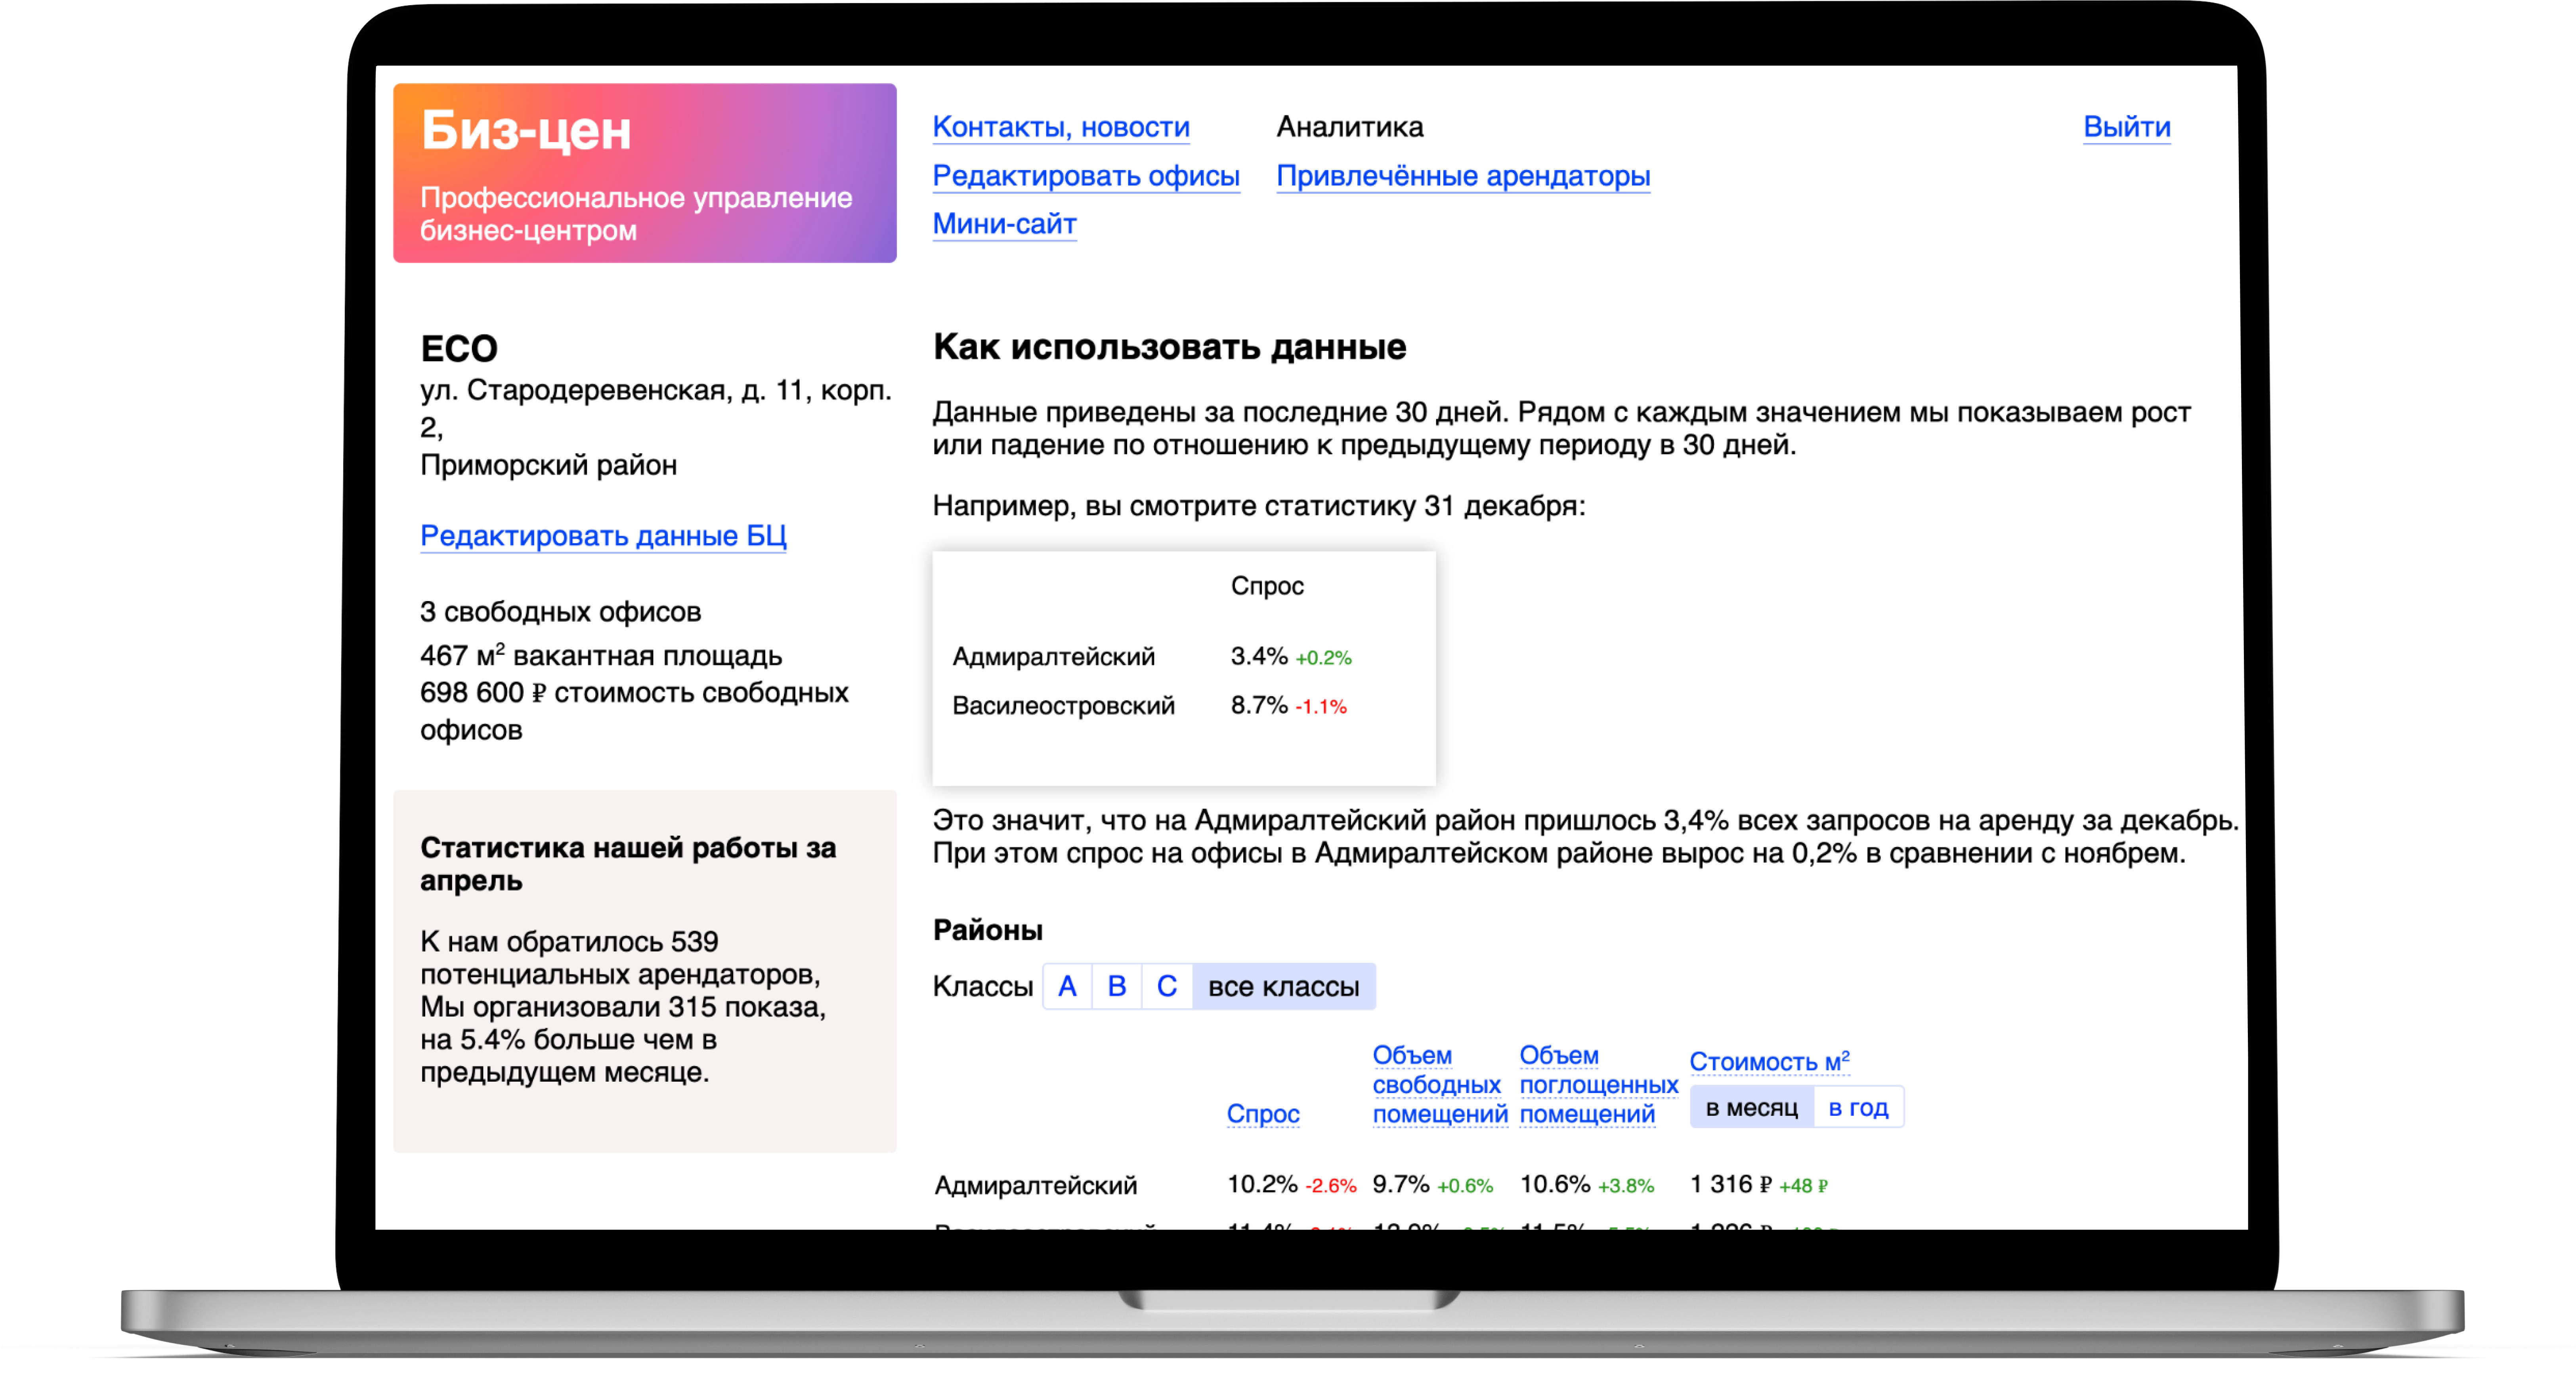 Биз-цен
Профессиональное управление
бизнес-центром
Контакты, новости
Редактировать офисы
Мини-сайт
Аналитика
Привлечённые арендаторы
Выйти
ECO
ул. Стародеревенская, д. 11, корп.
2,
Приморский район
Редактировать данные БЦ
3 свободных офисов
467 м² вакантная площадь
698 600 ₽ стоимость свободных
офисов
Статистика нашей работы за
апрель
К нам обратилось 539
потенциальных арендаторов,
Мы организовали 315 показа,
на 5.4% больше чем в
предыдущем месяце.
Как использовать данные
Данные приведены за последние 30 дней. Рядом с каждым значением мы показываем рост
или падение по отношению к предыдущему периоду в 30 дней.
Например, вы смотрите статистику 31 декабря:
Спрос
Адмиралтейский 3.4% +0.2%
Василеостровский 8.7% -1.1%
Это значит, что на Адмиралтейский район пришлось 3,4% всех запросов на аренду за декабрь.
При этом спрос на офисы в Адмиралтейском районе вырос на 0,2% в сравнении с ноябрем.
Районы
Классы A B C все классы
Спрос
Объем
свободных
помещений
Объем
поглощенных
помещений
Стоимость м²
в месяц в год
Адмиралтейский 10.2% -2.6% 9.7% +0.6% 10.6% +3.8% 1 316 ₽ +48 ₽